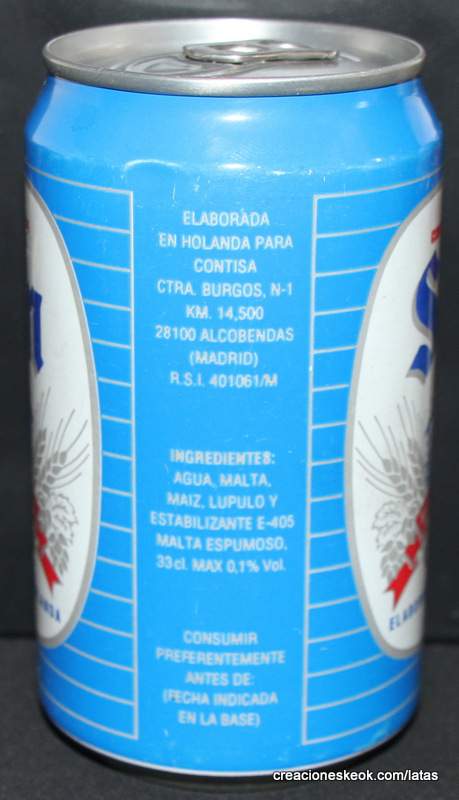 ELABORADA
EN HOLANDA PARA
CONTISA
CTRA. BURGOS, N-1
KM. 14,500
28100 ALCOBENDAS
(MADRID)
R.S.I. 401061/M
INGREDIENTES:
AGUA, MALTA,
MAIZ, LUPULO Y
ESTABILIZANTE E-405
MALTA ESPUMOSO,
33cl. MAX 0,1% Vol.
CONSUMIR
PREFERENTEMENTE
ANTES DE:
(FECHA INDICADA
EN LA BASE)
creacioneskeok.com/latas